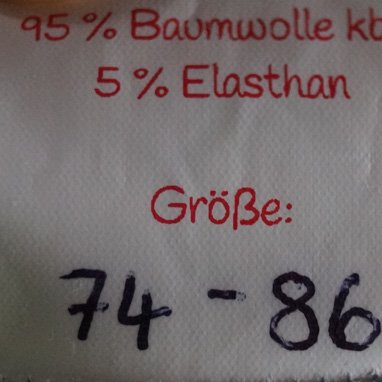 95 % Baumwolle kb
5 % Elasthan
Größe:
74 - 86